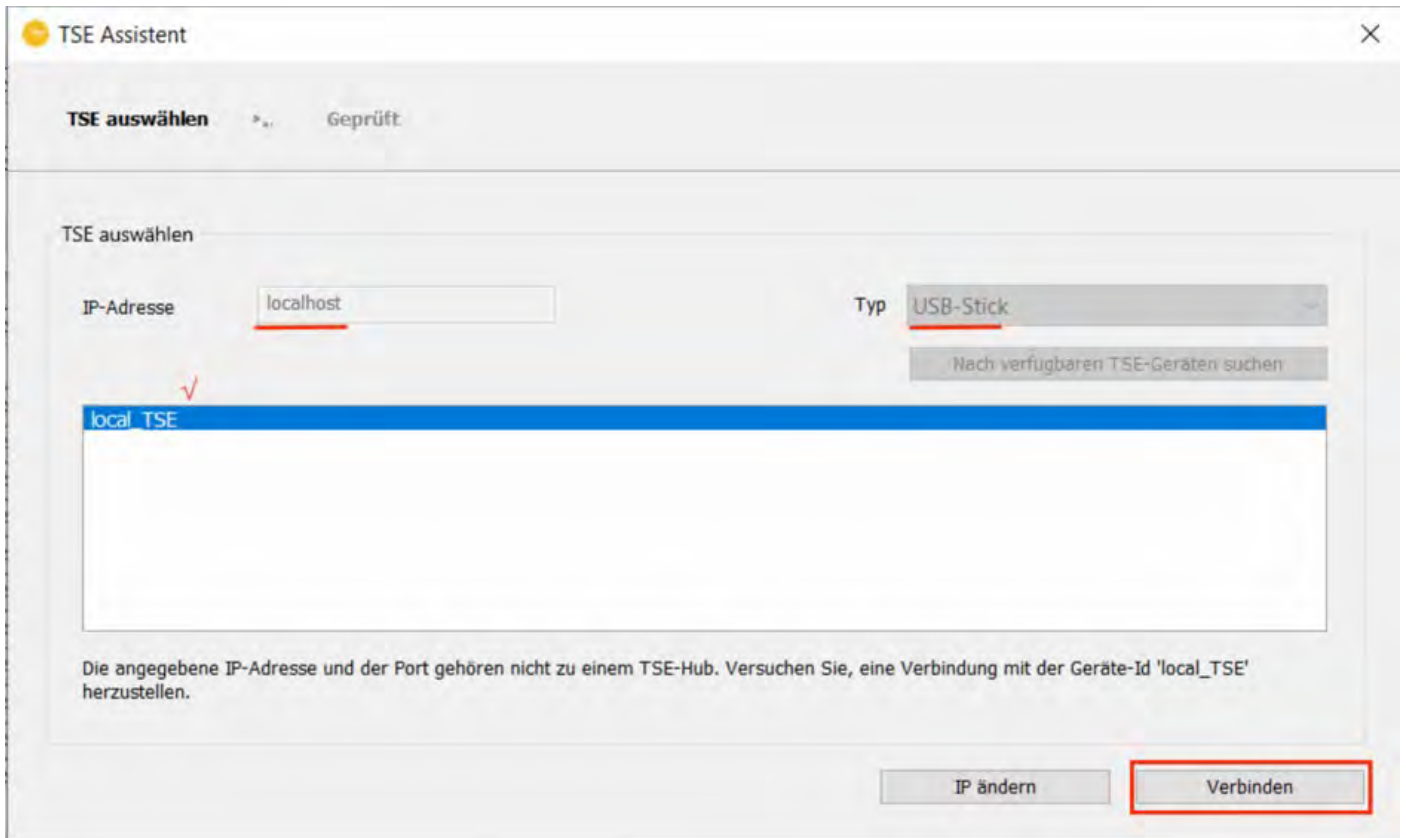 TSE Assistent
TSE auswählen Geprüft
TSE auswählen
IP-Adresse localhost Typ USB-Stick
Nach verfügbaren TSE-Geräten suchen
√
local_TSE
Die angegebene IP-Adresse und der Port gehören nicht zu einem TSE-Hub. Versuchen Sie, eine Verbindung mit der Geräte-Id 'local_TSE'
herzustellen.
IP ändern Verbinden